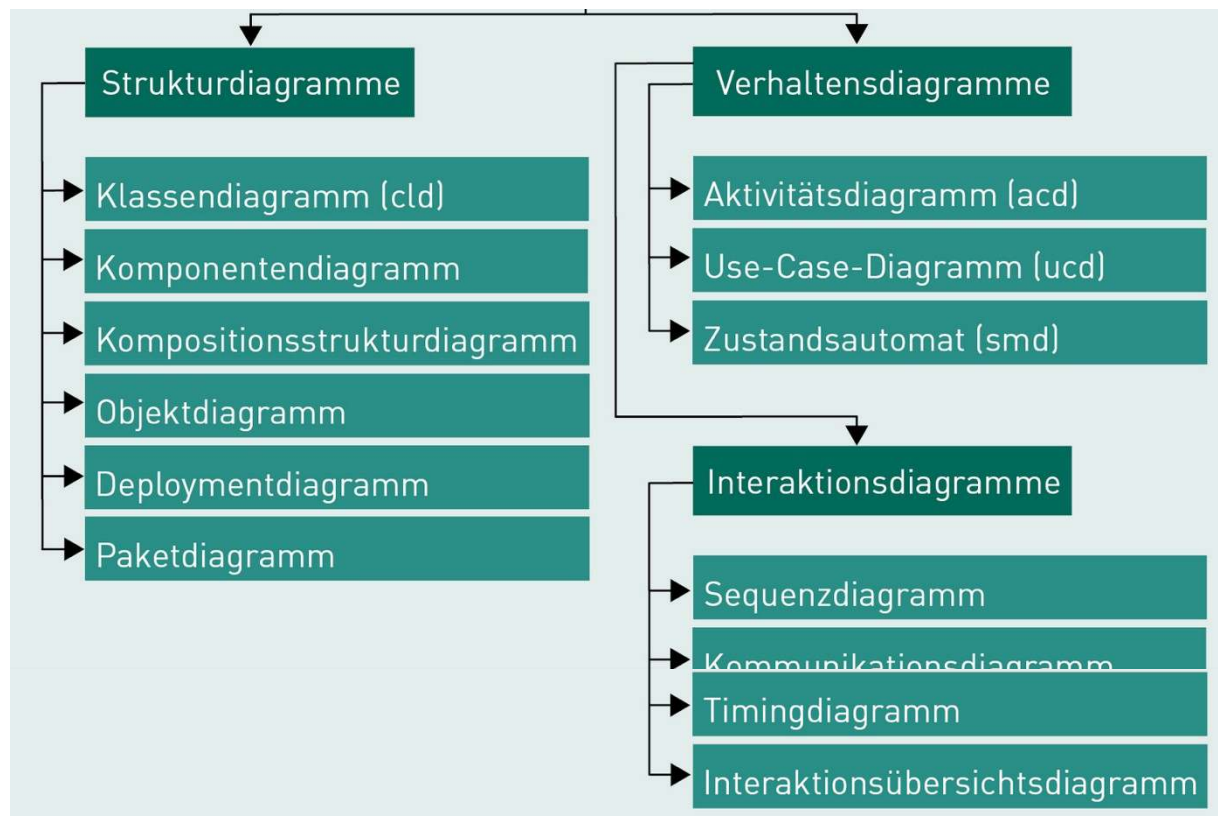 Strukturdiagramme
Klassendiagramm (cld)
Komponentendiagramm
Kompositionsstrukturdiagramm
Objektdiagramm
Deploymentdiagramm
Paketdiagramm
Verhaltensdiagramme
Aktivitätsdiagramm (acd)
Use-Case-Diagramm (ucd)
Zustandsautomat (smd)
Interaktionsdiagramme
Sequenzdiagramm
Kommunikationsdiagramm
Timingdiagramm
Interaktionsübersichtsdiagramm